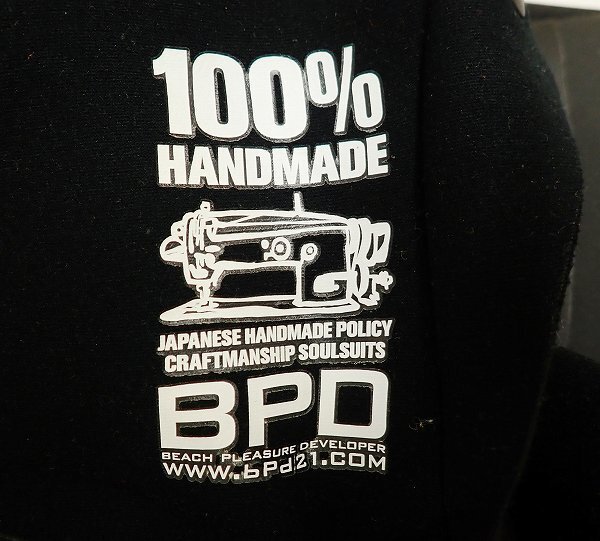 100%
HANDMADE
JAPANESE HANDMADE POLICY
CRAFTMANSHIP SOULSUITS
BPD
BEACH PLEASURE DEVELOPER
WWW.bPd21.COM